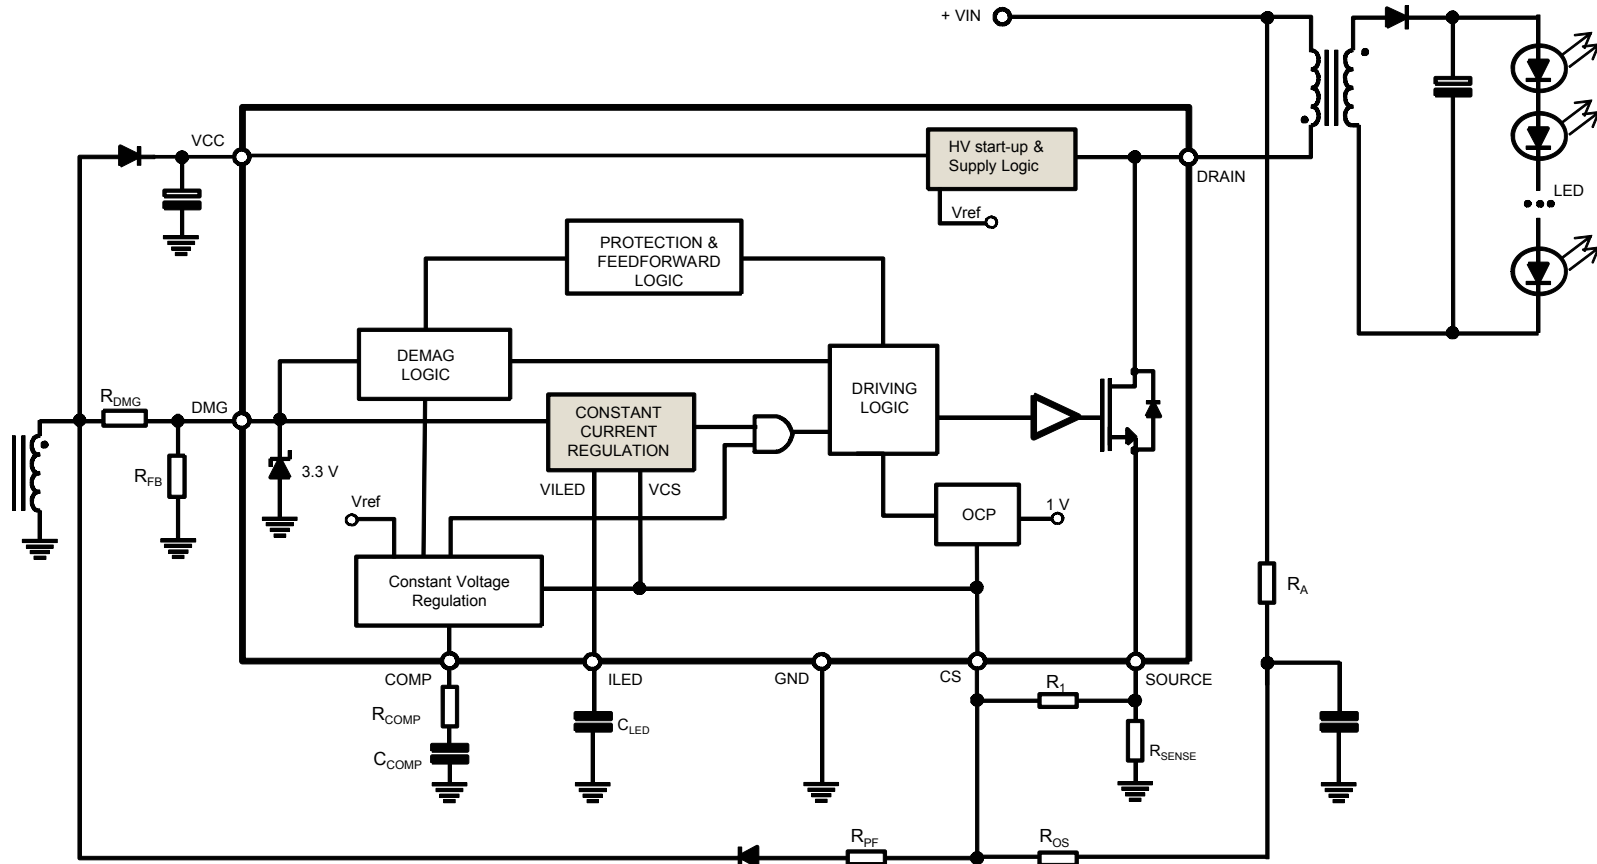 + VIN
VCC
HV start-up &
Supply Logic
DRAIN
Vref
LED
PROTECTION &
FEEDFORWARD
LOGIC
DEMAG
LOGIC
DRIVING
LOGIC
RDMG
DMG
CONSTANT
CURRENT
REGULATION
RFB
3.3 V
VILED
VCS
Vref
OCP
1 V
Constant Voltage
Regulation
RA
COMP
ILED
GND
CS
SOURCE
R1
RCOMP
CLED
CCOMP
RSENSE
RPF
ROS